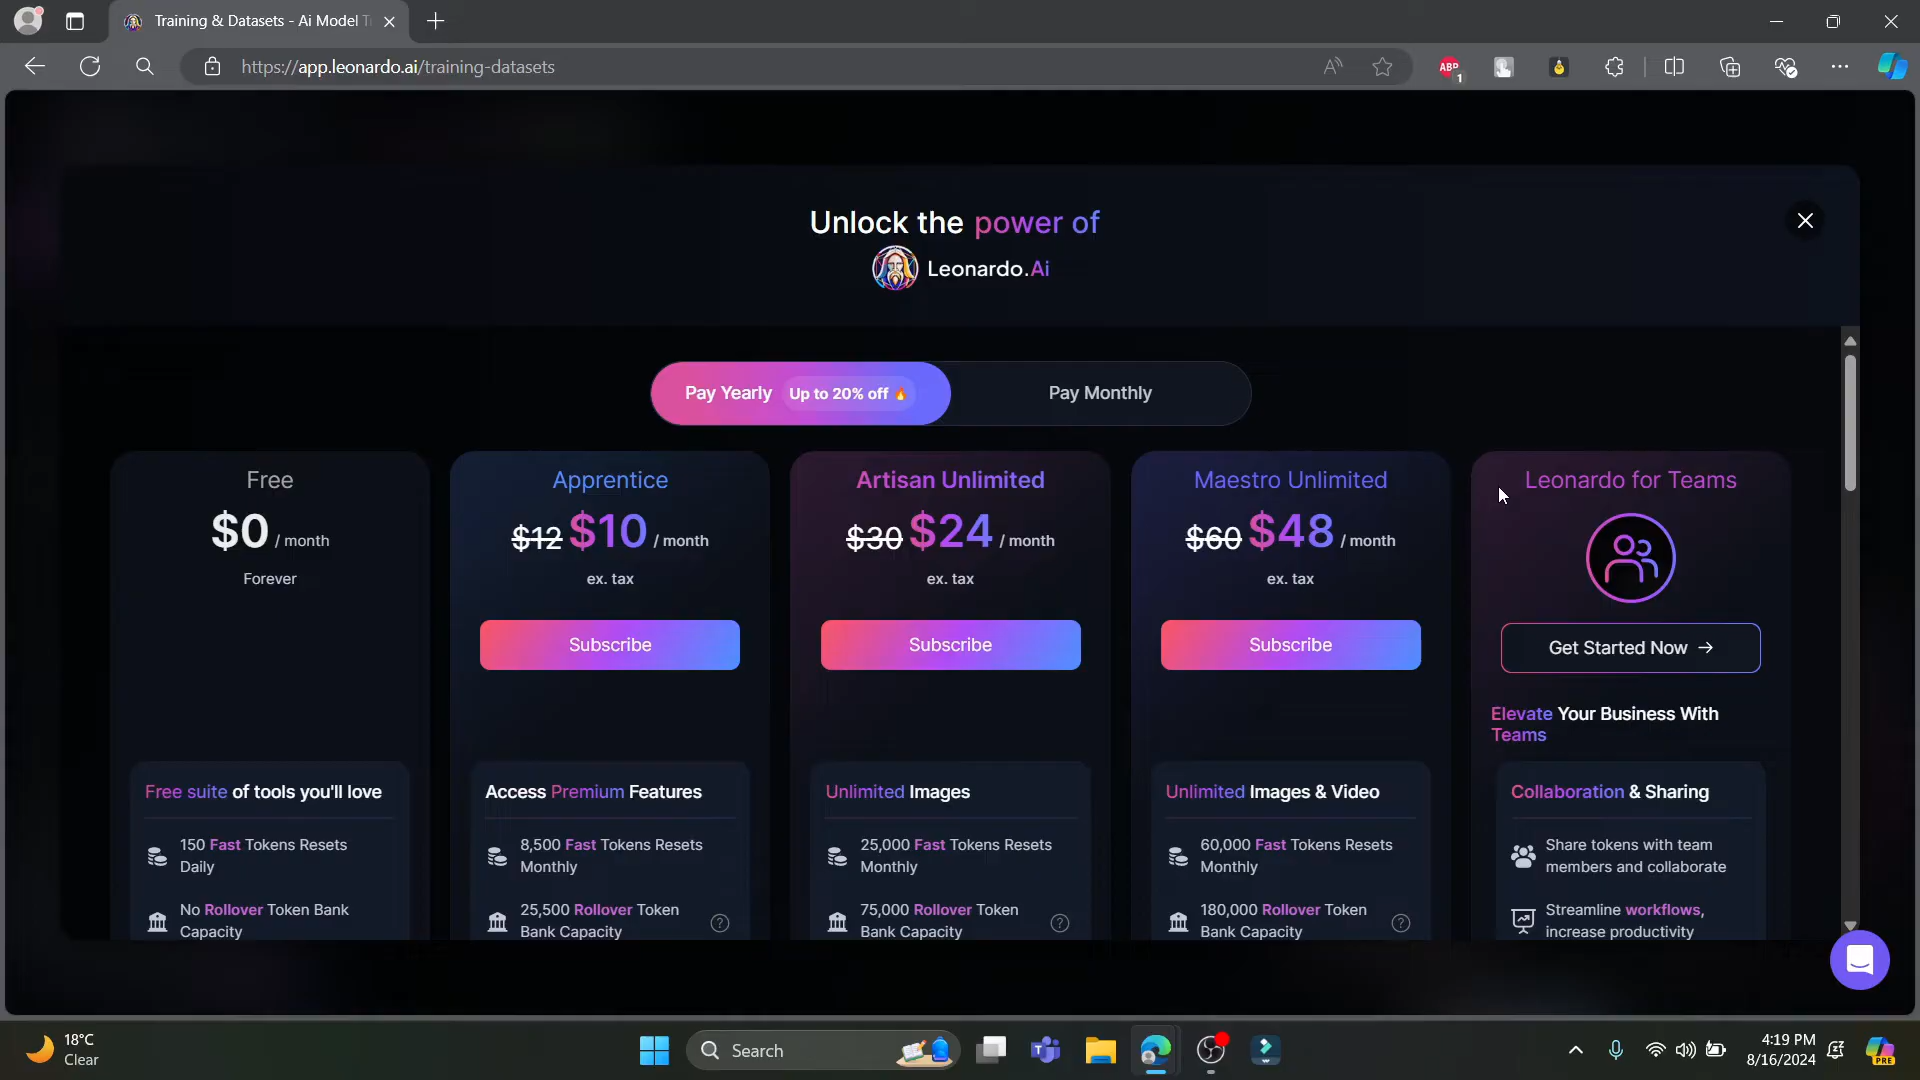 Training & Datasets - Ai Model T
https://app.leonardo.ai/training-datasets
ABP
1
Unlock the power of
Leonardo.Ai
Pay Yearly Up to 20% off
Pay Monthly
Free
$0 / month
Forever
Free suite of tools you'll love
150 Fast Tokens Resets
Daily
No Rollover Token Bank
Capacity
Apprentice
$12 $10 / month
ex. tax
Subscribe
Access Premium Features
8,500 Fast Tokens Resets
Monthly
25,500 Rollover Token
Bank Capacity
Artisan Unlimited
$30 $24 / month
ex. tax
Subscribe
Unlimited Images
25,000 Fast Tokens Resets
Monthly
75,000 Rollover Token
Bank Capacity
Maestro Unlimited
$60 $48 / month
ex. tax
Subscribe
Unlimited Images & Video
60,000 Fast Tokens Resets
Monthly
180,000 Rollover Token
Bank Capacity
Leonardo for Teams
Get Started Now →
Elevate Your Business With
Teams
Collaboration & Sharing
Share tokens with team
members and collaborate
Streamline workflows,
increase productivity
18°C
Clear
Search
4:19 PM
8/16/2024
PRE